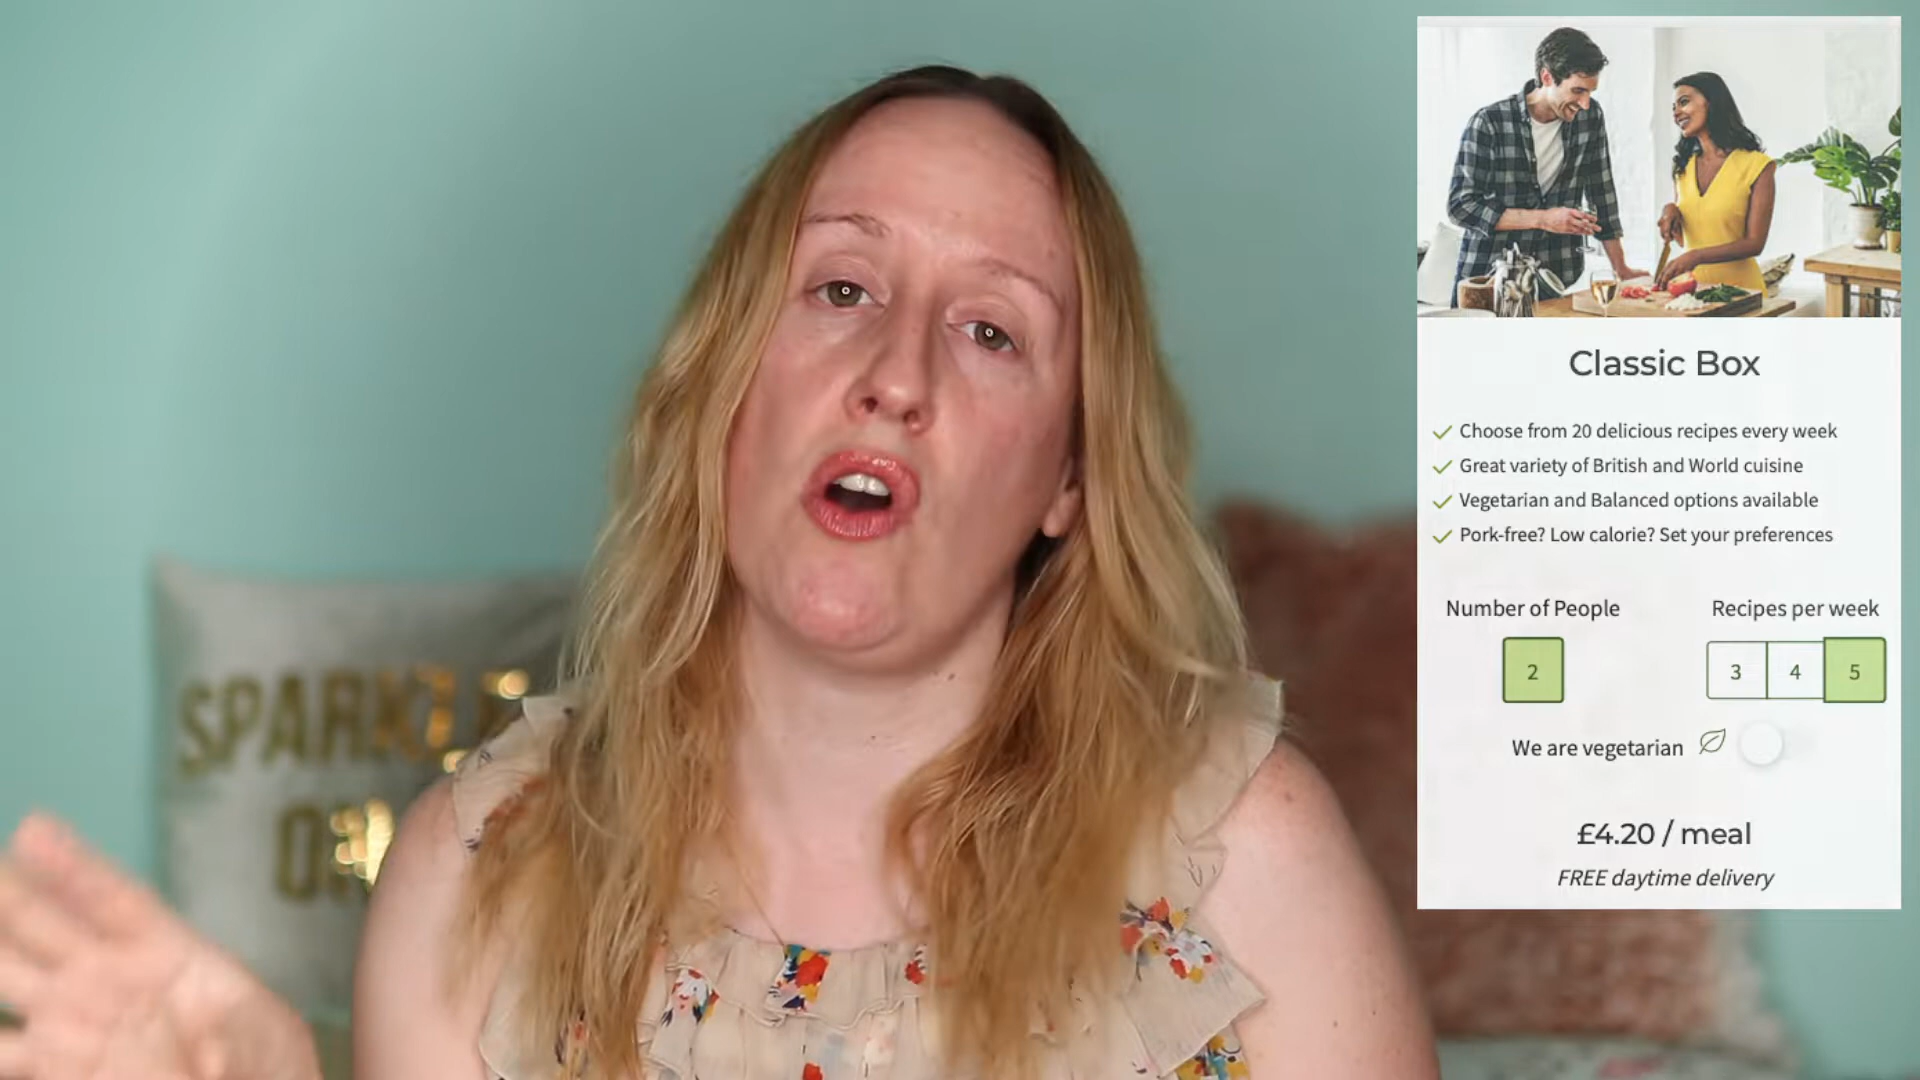 SPARKLE
ON
Classic Box
Choose from 20 delicious recipes every week
Great variety of British and World cuisine
Vegetarian and Balanced options available
Pork-free? Low calorie? Set your preferences
Number of People
Recipes per week
2
3 4 5
We are vegetarian
£4.20 / meal
FREE daytime delivery